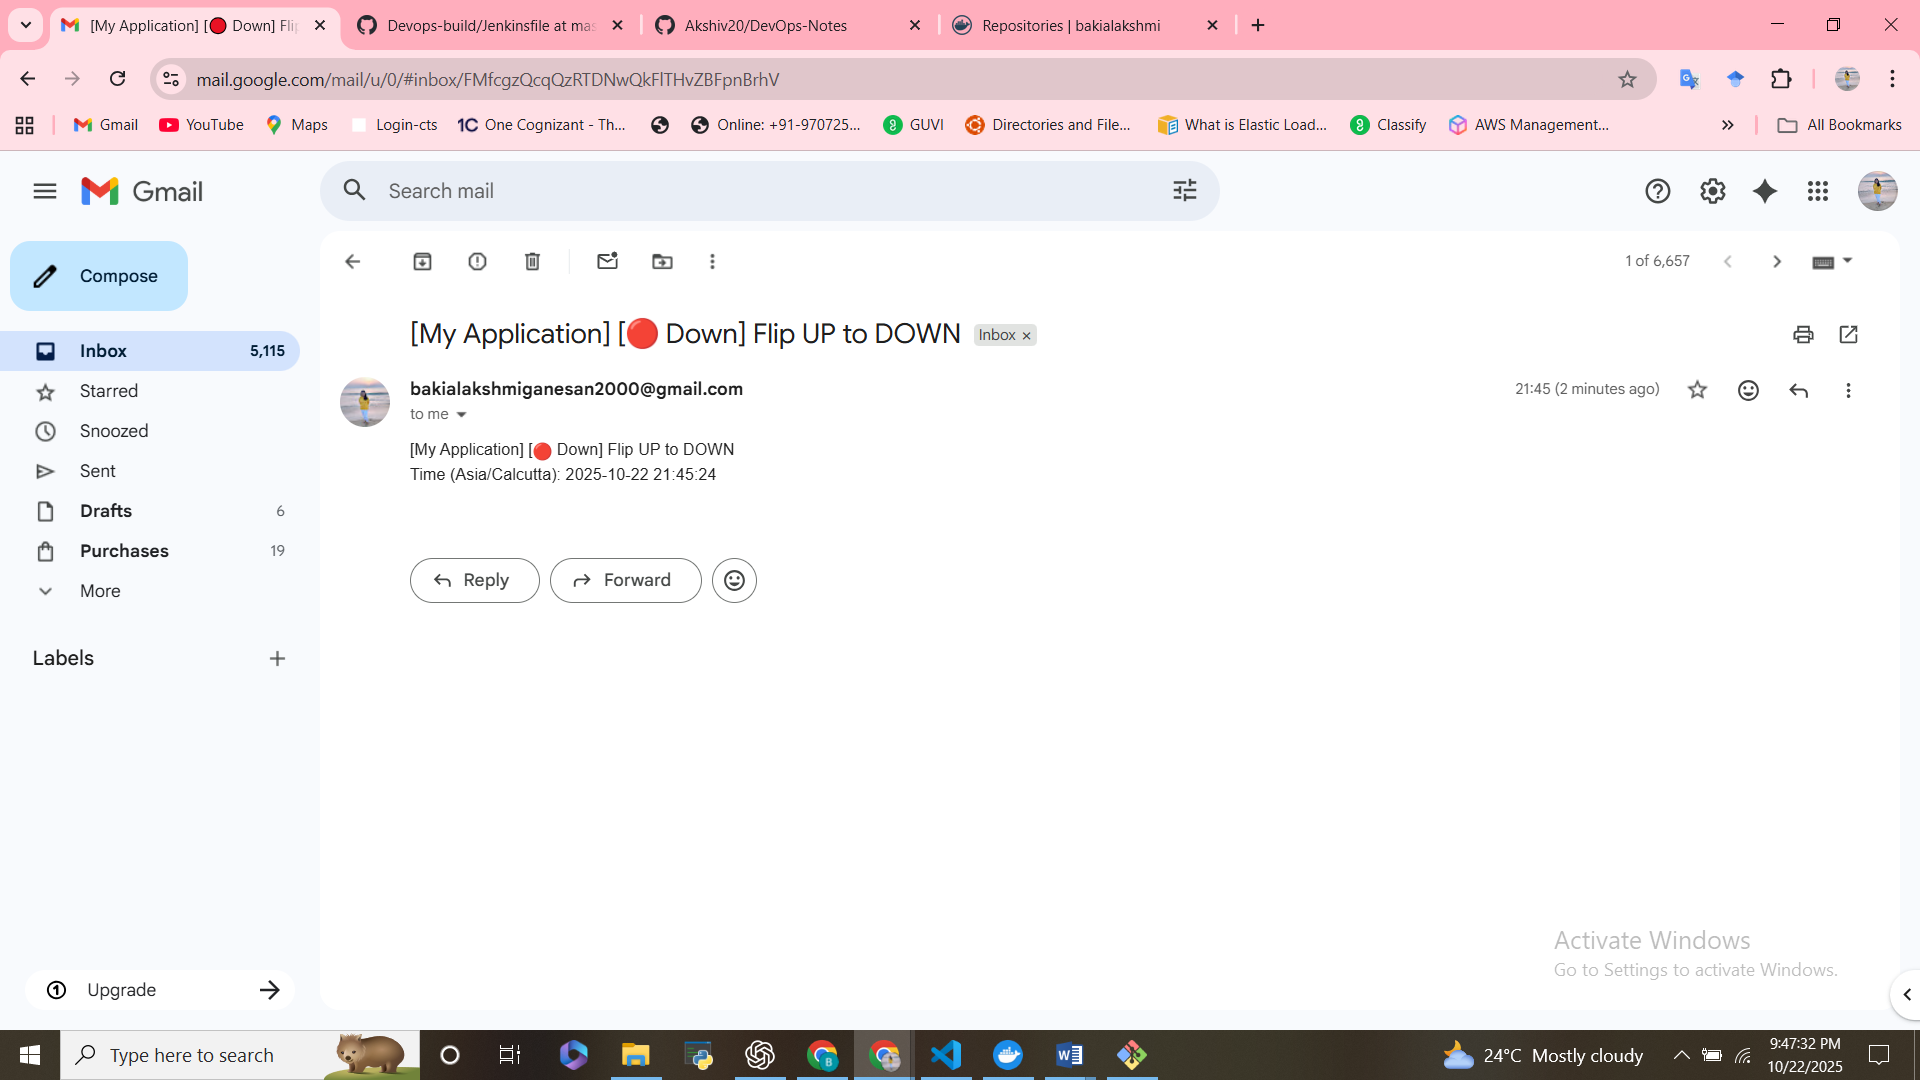 [My Application] [🔴 Down] Flip
Devops-build/Jenkinsfile at mas
Akshiv20/DevOps-Notes
Repositories | bakialakshmi
mail.google.com/mail/u/0/#inbox/FMfcgzQcqQzRTDNwQkFlTHvZBFpnBrhV
Gmail
YouTube
Maps
Login-cts
One Cognizant - Th...
Online: +91-970725...
GUVI
Directories and File...
What is Elastic Load...
Classify
AWS Management...
All Bookmarks
Gmail
Search mail
Compose
1 of 6,657
[My Application] [🔴 Down] Flip UP to DOWN
Inbox ×
Inbox 5,115
Starred
Snoozed
Sent
Drafts 6
Purchases 19
More
Labels
Upgrade
bakialakshmiganesan2000@gmail.com
21:45 (2 minutes ago)
to me
[My Application] [🔴 Down] Flip UP to DOWN
Time (Asia/Calcutta): 2025-10-22 21:45:24
Reply
Forward
Activate Windows
Go to Settings to activate Windows.
Type here to search
24°C Mostly cloudy
9:47:32 PM
10/22/2025